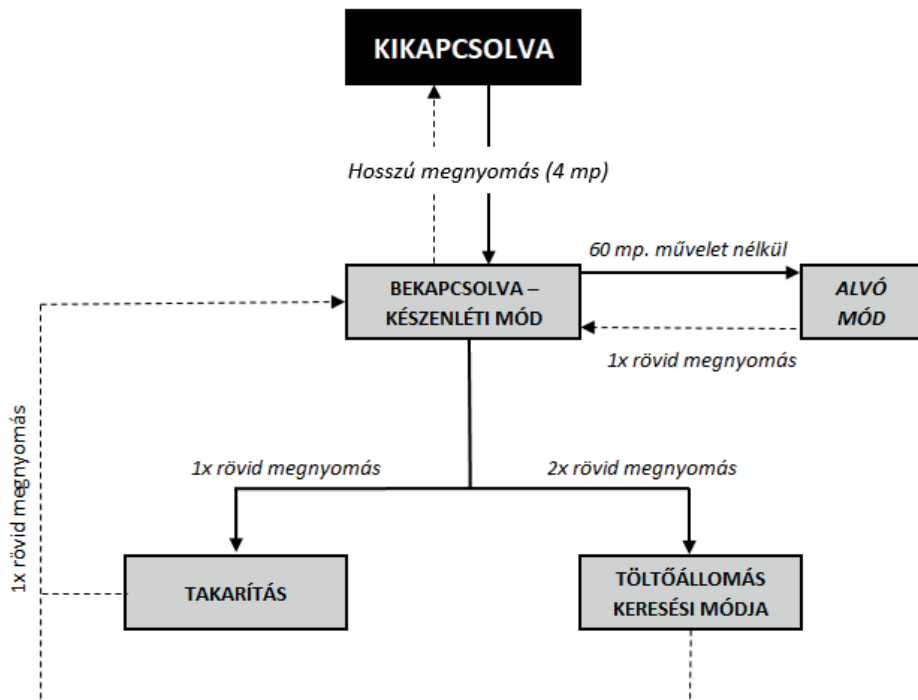 KIKAPCSOLVA
Hosszú megnyomás (4 mp)
60 mp. művelet nélkül
BEKAPCSOLVA –
KÉSZENLÉTI MÓD
ALVÓ
MÓD
1x rövid megnyomás
1x rövid megnyomás
1x rövid megnyomás
2x rövid megnyomás
TAKARÍTÁS
TÖLTŐÁLLOMÁS
KERESÉSI MÓDJA